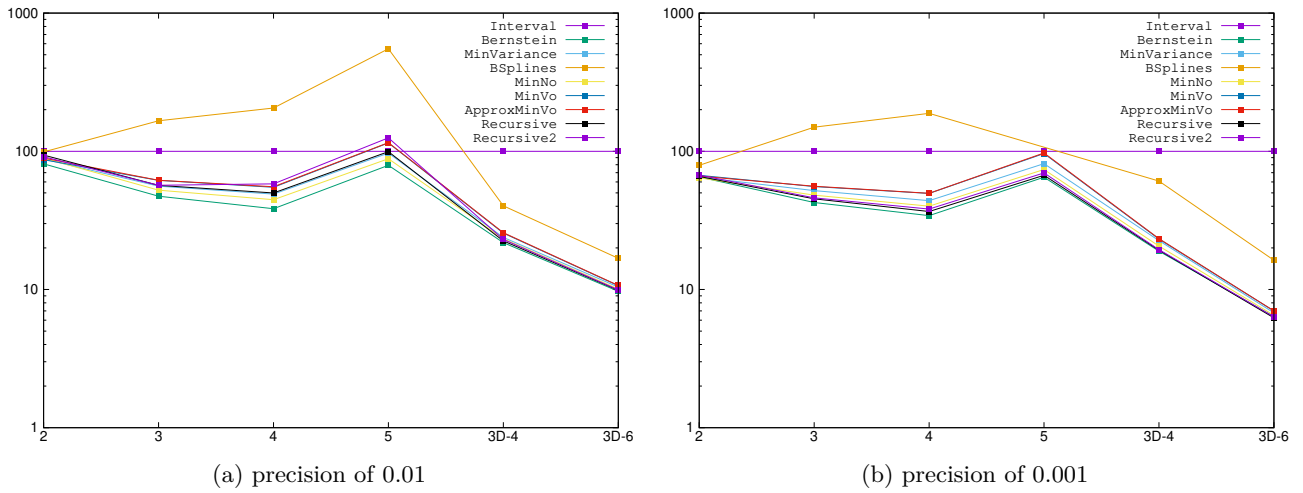 1000
100
10
1
2
3
4
5
3D-4
3D-6
Interval
Bernstein
MinVariance
BSplines
MinNo
MinVo
ApproxMinVo
Recursive
Recursive2
(a) precision of 0.01
1000
100
10
1
2
3
4
5
3D-4
3D-6
Interval
Bernstein
MinVariance
BSplines
MinNo
MinVo
ApproxMinVo
Recursive
Recursive2
(b) precision of 0.001